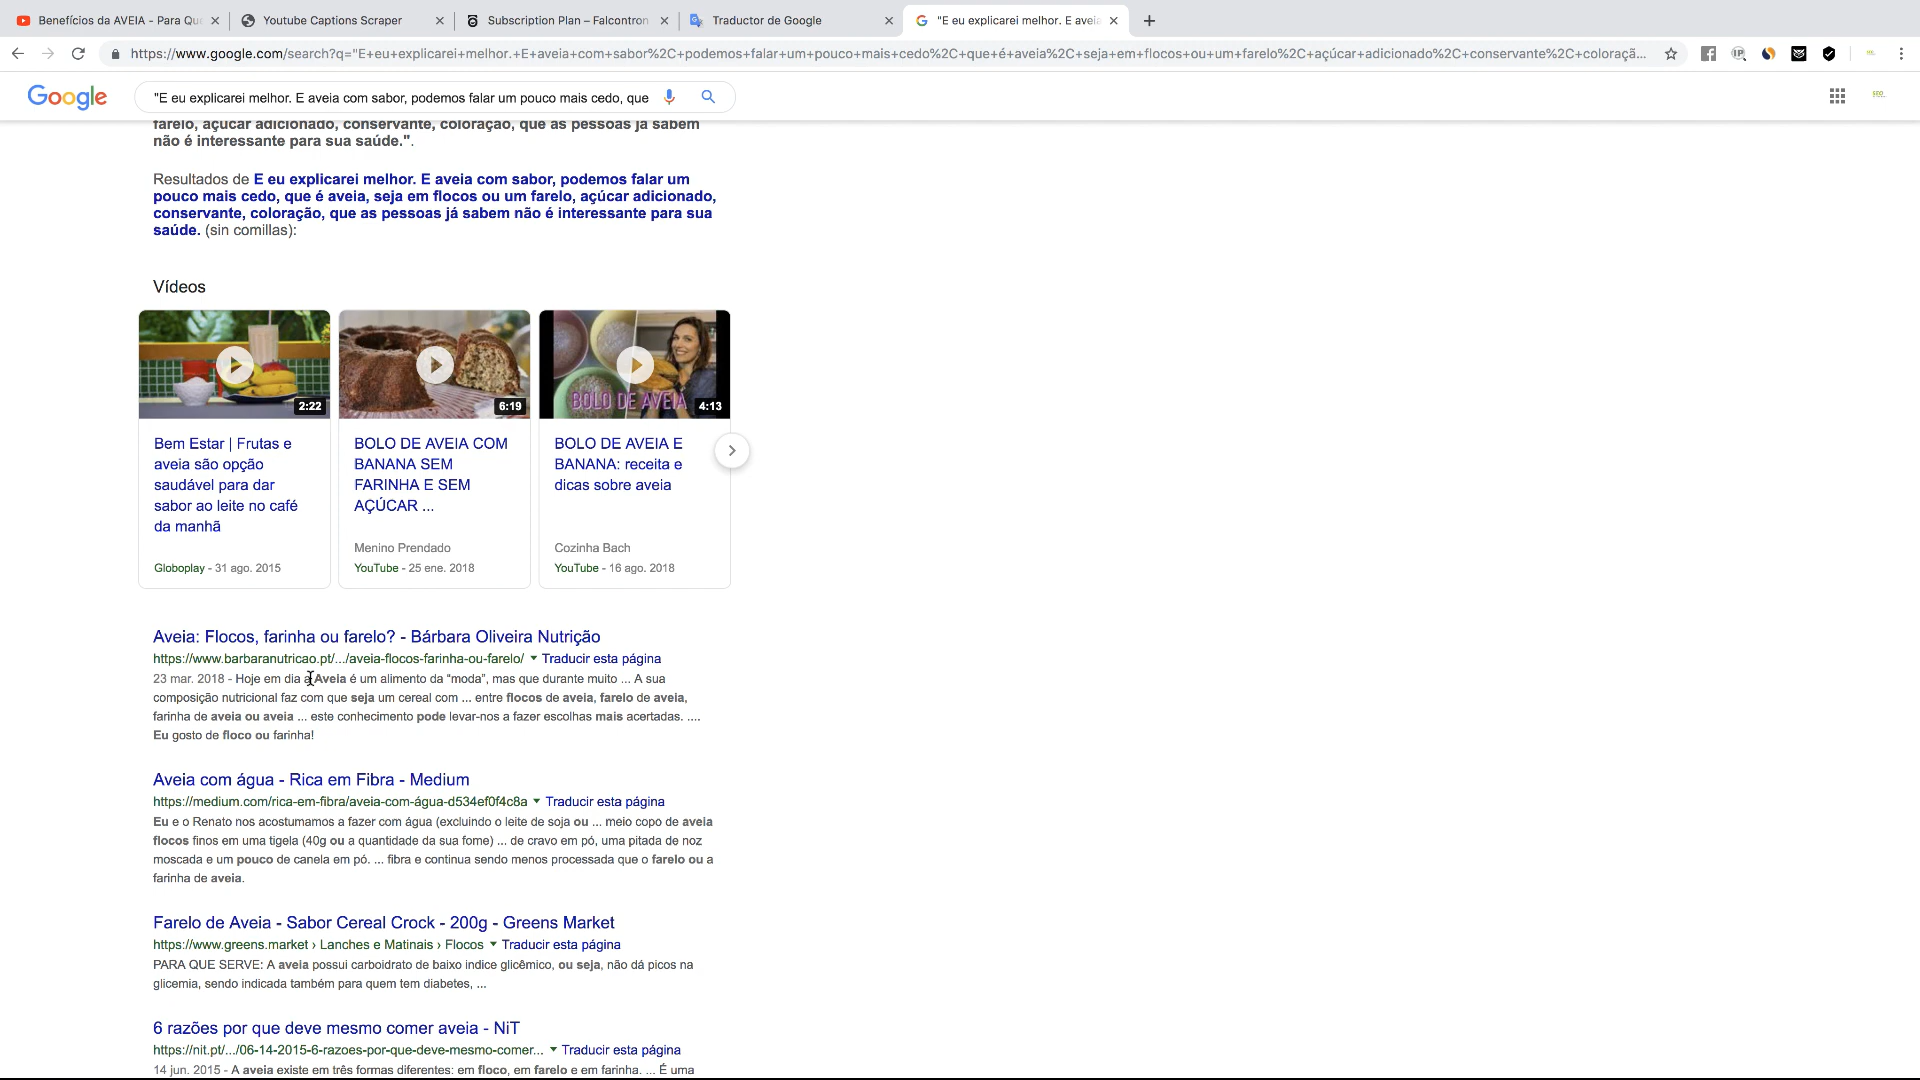 Benefícios da AVEIA - Para Qu
Youtube Captions Scraper
Subscription Plan – Falcontron
Traductor de Google
"E eu explicarei melhor. E aveia
https://www.google.com/search?q="E+eu+explicarei+melhor.+E+aveia+com+sabor%2C+podemos+falar+um+pouco+mais+cedo%2C+que+é+aveia%2C+seja+em+flocos+ou+um+farelo%2C+açúcar+adicionado%2C+conservante%2C+coloraçã...
Google
"E eu explicarei melhor. E aveia com sabor, podemos falar um pouco mais cedo, que
farelo, açúcar adicionado, conservante, coloração, que as pessoas já sabem
não é interessante para sua saúde.".
Resultados de E eu explicarei melhor. E aveia com sabor, podemos falar um
pouco mais cedo, que é aveia, seja em flocos ou um farelo, açúcar adicionado,
conservante, coloração, que as pessoas já sabem não é interessante para sua
saúde. (sin comillas):
Vídeos
2:22
6:19
BOLO DE AVEIA
4:13
Bem Estar | Frutas e
aveia são opção
saudável para dar
sabor ao leite no café
da manhã
Globoplay - 31 ago. 2015
BOLO DE AVEIA COM
BANANA SEM
FARINHA E SEM
AÇÚCAR ...
Menino Prendado
YouTube - 25 ene. 2018
BOLO DE AVEIA E
BANANA: receita e
dicas sobre aveia
Cozinha Bach
YouTube - 16 ago. 2018
Aveia: Flocos, farinha ou farelo? - Bárbara Oliveira Nutrição
https://www.barbaranutricao.pt/.../aveia-flocos-farinha-ou-farelo/ Traducir esta página
23 mar. 2018 - Hoje em dia a Aveia é um alimento da "moda", mas que durante muito ... A sua
composição nutricional faz com que seja um cereal com ... entre flocos de aveia, farelo de aveia,
farinha de aveia ou aveia ... este conhecimento pode levar-nos a fazer escolhas mais acertadas. ....
Eu gosto de floco ou farinha!
Aveia com água - Rica em Fibra - Medium
https://medium.com/rica-em-fibra/aveia-com-água-d534ef0f4c8a Traducir esta página
Eu e o Renato nos acostumamos a fazer com água (excluindo o leite de soja ou ... meio copo de aveia
flocos finos em uma tigela (40g ou a quantidade da sua fome) ... de cravo em pó, uma pitada de noz
moscada e um pouco de canela em pó. ... fibra e continua sendo menos processada que o farelo ou a
farinha de aveia.
Farelo de Aveia - Sabor Cereal Crock - 200g - Greens Market
https://www.greens.market › Lanches e Matinais › Flocos Traducir esta página
PARA QUE SERVE: A aveia possui carboidrato de baixo indice glicêmico, ou seja, não dá picos na
glicemia, sendo indicada também para quem tem diabetes, ...
6 razões por que deve mesmo comer aveia - NiT
https://nit.pt/.../06-14-2015-6-razoes-por-que-deve-mesmo-comer... Traducir esta página
14 jun. 2015 - A aveia existe em três formas diferentes: em floco, em farelo e em farinha. ... É uma